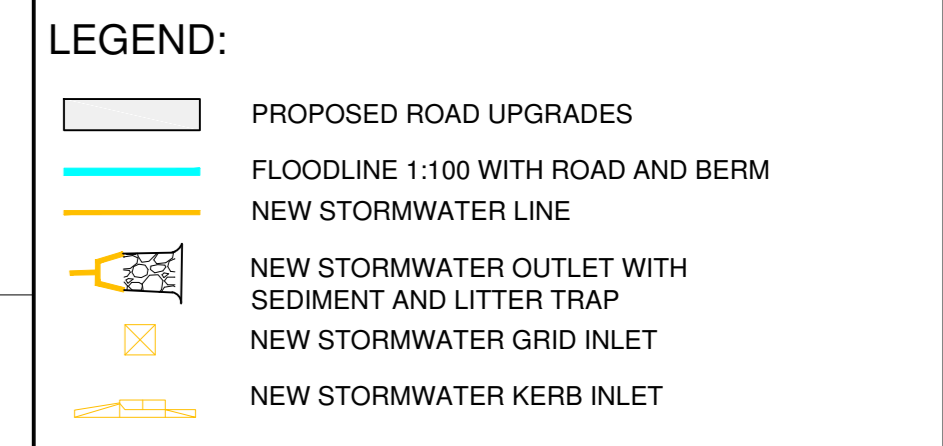 LEGEND:
PROPOSED ROAD UPGRADES
FLOODLINE 1:100 WITH ROAD AND BERM
NEW STORMWATER LINE
NEW STORMWATER OUTLET WITH
SEDIMENT AND LITTER TRAP
NEW STORMWATER GRID INLET
NEW STORMWATER KERB INLET